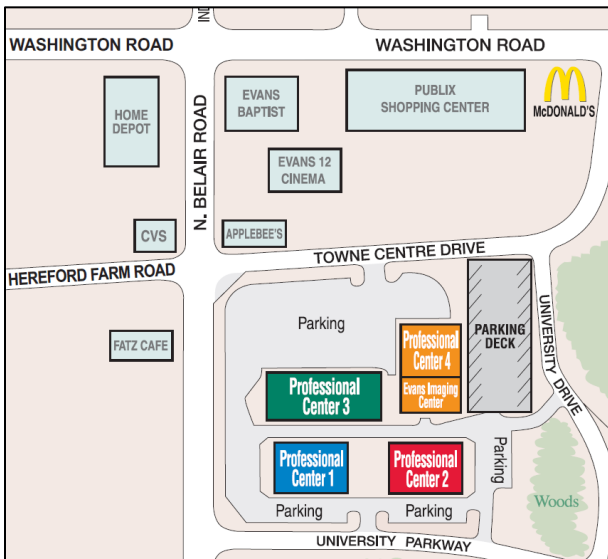 IND
WASHINGTON ROAD
WASHINGTON ROAD
HOME
DEPOT
N. BELAIR ROAD
EVANS
BAPTIST
PUBLIX
SHOPPING CENTER
McDONALD'S
EVANS 12
CINEMA
CVS
APPLEBEE'S
HEREFORD FARM ROAD
TOWNE CENTRE DRIVE
FATZ CAFE
Parking
Professional
Center 4
Evans Imaging
Center
PARKING
DECK
UNIVERSITY DRIVE
Professional
Center 3
Professional
Center 1
Professional
Center 2
Parking
Woods
Parking
Parking
UNIVERSITY PARKWAY